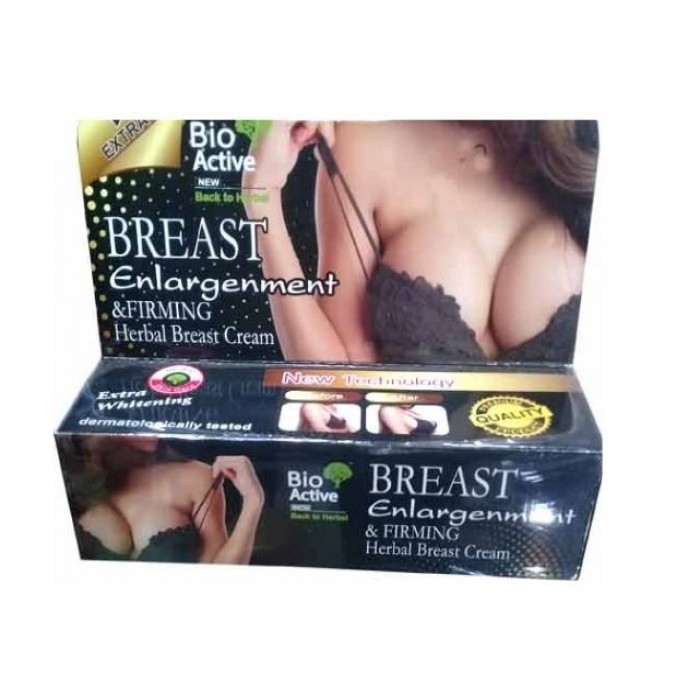 EXTRA
Bio
Active
NEW
Back to Herbal
BREAST
Enlargenment
&FIRMING
Herbal Breast Cream
New Technology
Before
After
Extra
Whitening
dermatologically tested
QUALITY
Bio
Active
NEW
Back to Herbal
BREAST
Enlargenment
& FIRMING
Herbal Breast Cream